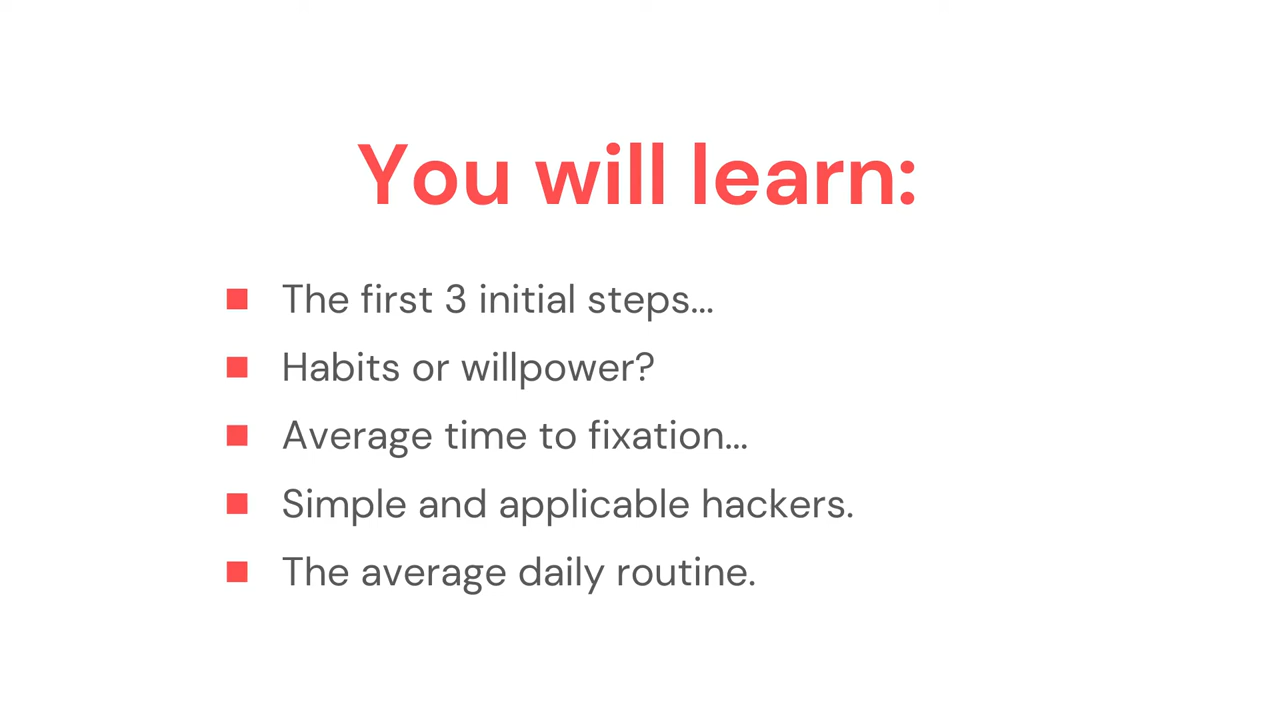 You will learn:
The first 3 initial steps...
Habits or willpower?
Average time to fixation...
Simple and applicable hackers.
The average daily routine.